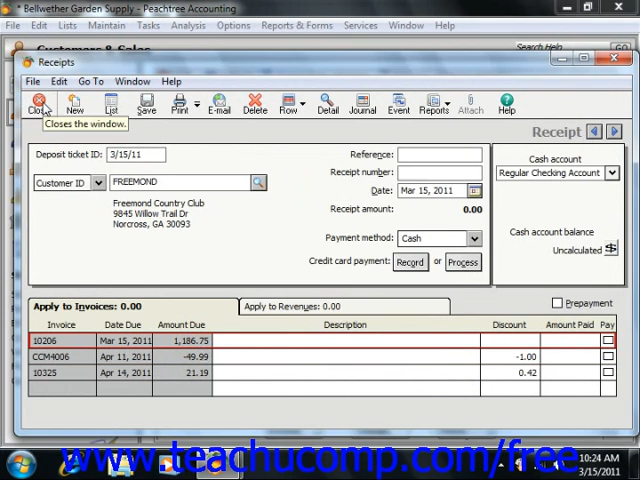 * Bellwether Garden Supply - Peachtree Accounting
File Edit Lists Maintain Tasks Analysis Options Reports & Forms Services Window Help
Customers & Sales
Search Help
GO
Receipts
File Edit Go To Window Help
Close New List Save Print E-mail Delete Row Detail Journal Event Reports Attach Help
Closes the window.
Receipt
Deposit ticket ID: 3/15/11
Customer ID FREEMOND
Freemond Country Club
9845 Willow Trail Dr
Norcross, GA 30093
Reference:
Receipt number:
Date: Mar 15, 2011
Receipt amount: 0.00
Payment method: Cash
Credit card payment: Record or Process
Cash account
Regular Checking Account
Cash account balance
Uncalculated
Apply to Invoices: 0.00 Apply to Revenues: 0.00 Prepayment
Invoice Date Due Amount Due Description Discount Amount Paid Pay
10206 Mar 15, 2011 1,186.75
CCM4006 Apr 11, 2011 -49.99 -1.00
10325 Apr 14, 2011 21.19 0.42
www.teachucomp.com/free
10:24 AM
3/15/2011